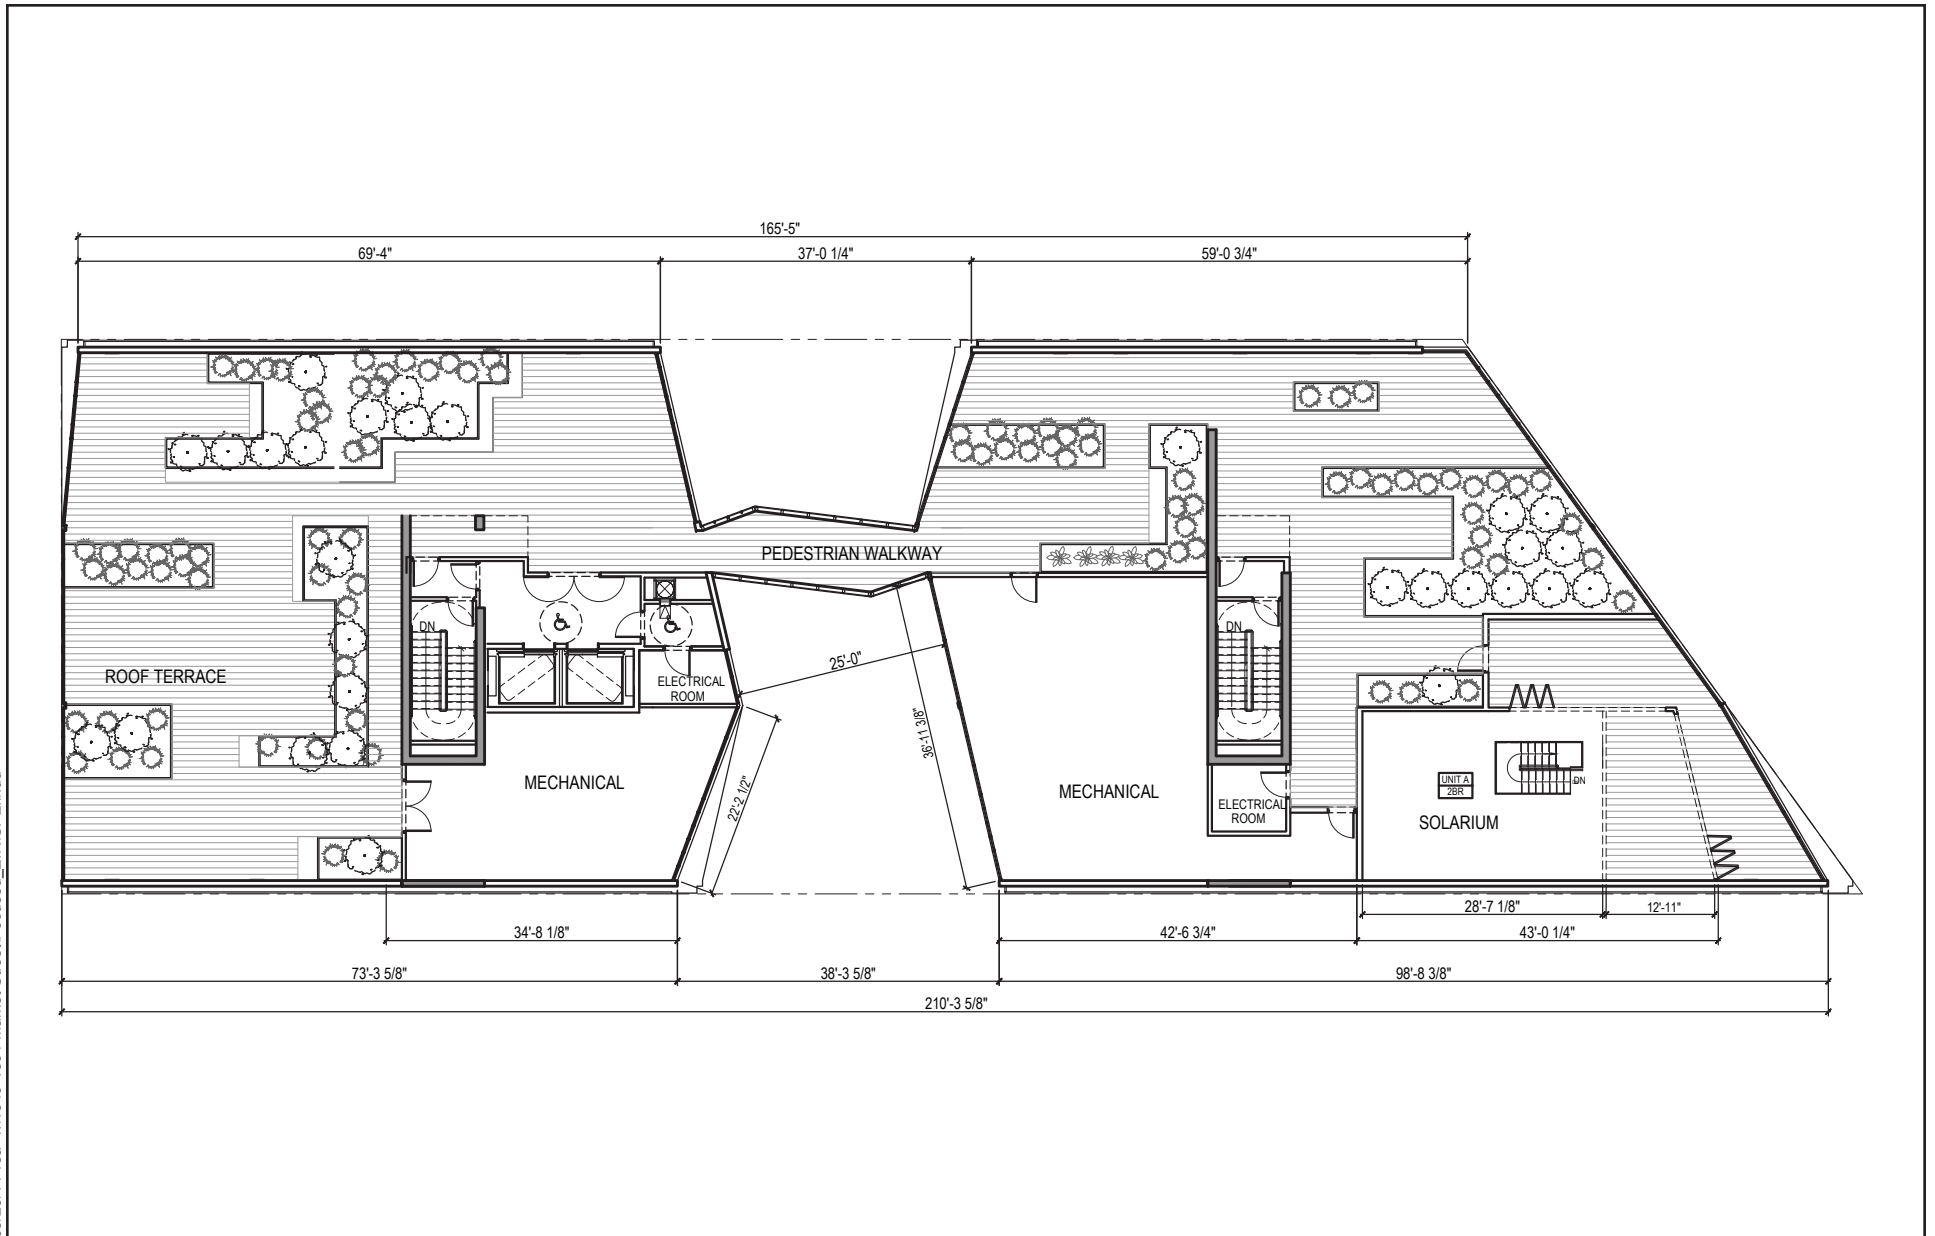 165'-5"
69'-4"
37'-0 1/4"
59'-0 3/4"
PEDESTRIAN WALKWAY
DN
DN
ROOF TERRACE
ELECTRICAL
ROOM
25'-0"
36'-11 3/8"
22'-2 1/2"
MECHANICAL
MECHANICAL
ELECTRICAL
ROOM
UNIT A
2BR
DN
SOLARIUM
28'-7 1/8"
12'-11"
34'-8 1/8"
42'-6 3/4"
43'-0 1/4"
73'-3 5/8"
38'-3 5/8"
98'-8 3/8"
210'-3 5/8"